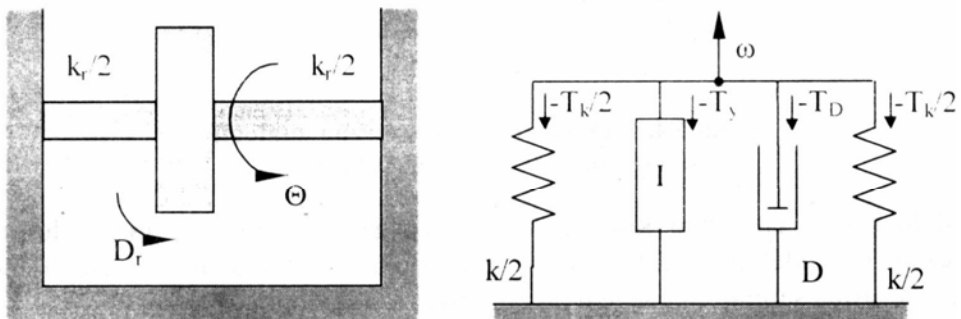 k_r/2
k_r/2
Θ
D_r
ω
-T_k/2
-T_y
-T_D
-T_k/2
I
k/2
D
k/2